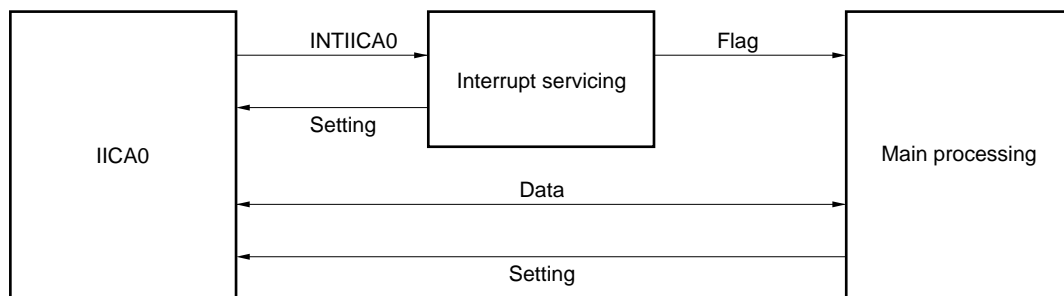 INTIICA0
Flag
Interrupt servicing
Setting
IICA0
Main processing
Data
Setting